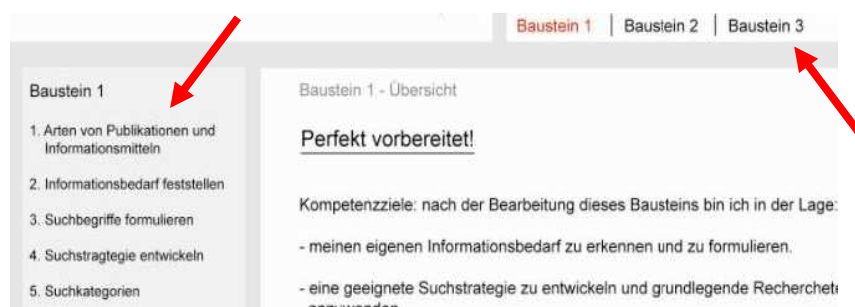 Baustein 1 | Baustein 2 | Baustein 3
Baustein 1
1. Arten von Publikationen und
Informationsmitteln
2. Informationsbedarf feststellen
3. Suchbegriffe formulieren
4. Suchstragtegie entwickeln
5. Suchkategorien
Baustein 1 - Übersicht
Perfekt vorbereitet!
Kompetenzziele: nach der Bearbeitung dieses Bausteins bin ich in der Lage:
- meinen eigenen Informationsbedarf zu erkennen und zu formulieren.
- eine geeignete Suchstrategie zu entwickeln und grundlegende Recherchete